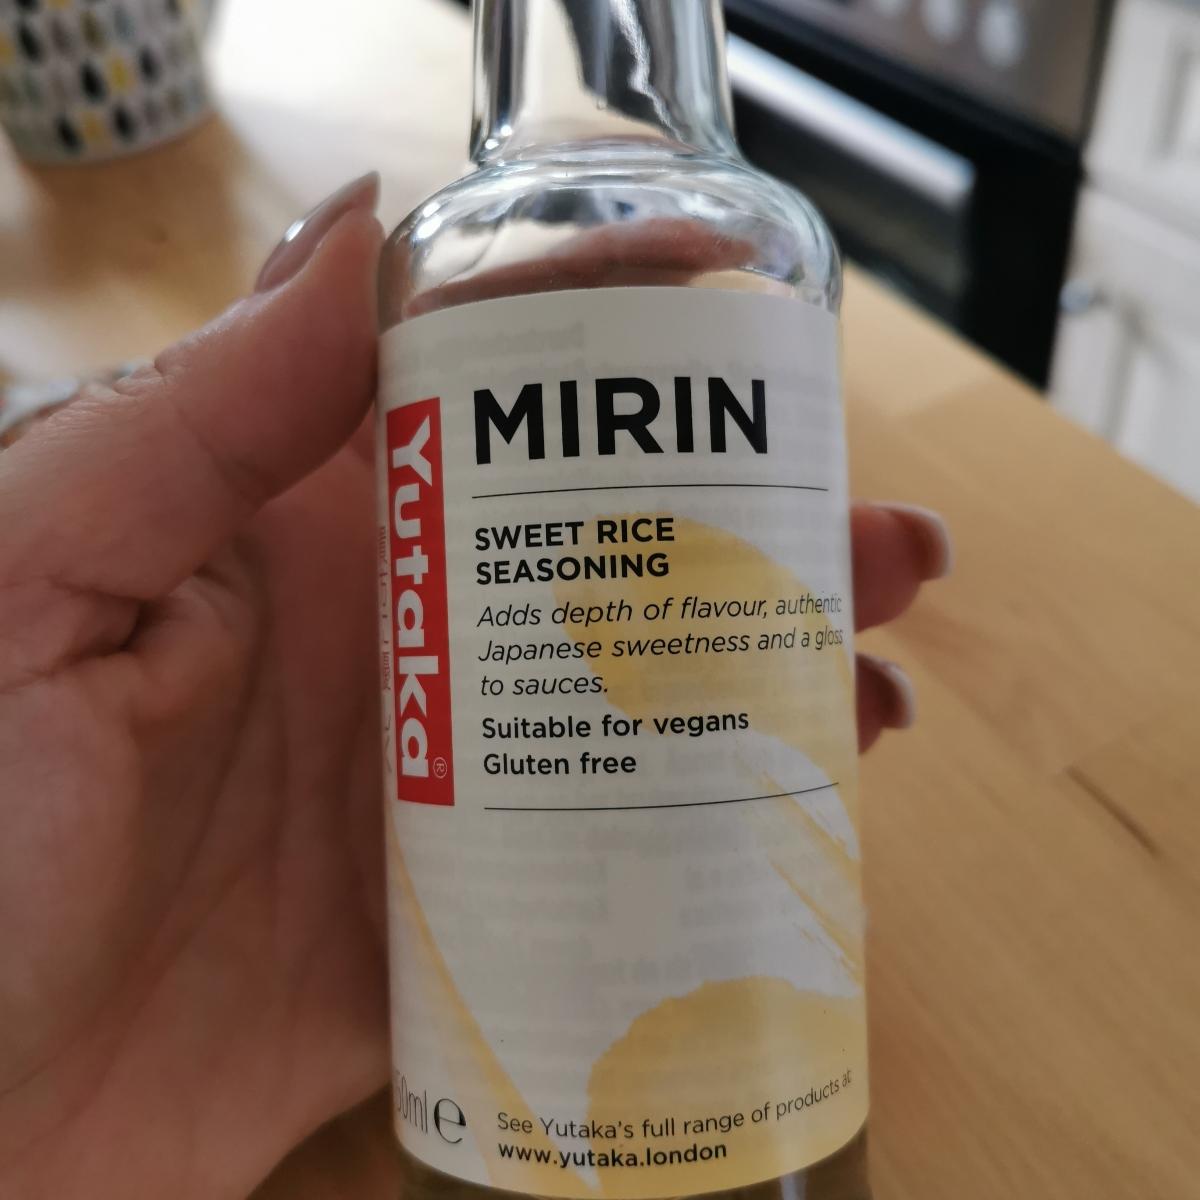 MIRIN
Yutaka®
SWEET RICE
SEASONING
Adds depth of flavour, authentic
Japanese sweetness and a gloss
to sauces.
Suitable for vegans
Gluten free
50ml e
See Yutaka's full range of products at:
www.yutaka.london